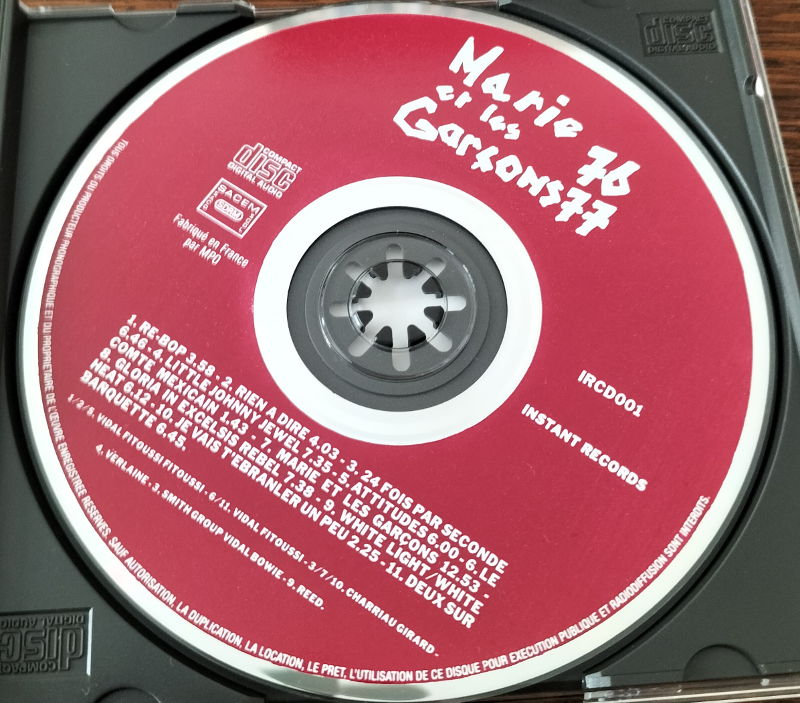 Marie 76
et les
Garsons 77
COMPACT
disc
DIGITAL AUDIO
SACEM
SDRM
Fabriqué en France
par MPO
IRCD001
INSTANT RECORDS
1. RE-BOP 3.58 - 2. RIEN A DIRE 4.03 - 3. 24 FOIS PAR SECONDE
6.46 - 4. LITTLE JOHNNY JEWEL 7.35 - 5. ATTITUDES 6.00 - 6. LE
COMTE MEXICAIN 1.43 - 7. MARIE ET LES GARÇONS 12.53 -
8. GLORIA IN EXCELSIS REBEL 7.38 - 9. WHITE LIGHT/WHITE
HEAT 6.12 - 10. JE VAIS T'EBRANLER UN PEU 2.25 - 11. DEUX SUR
BARQUETTE 6.45.
1/2/5. VIDAL FITOUSSI FITOUSSI - 6/11. VIDAL FITOUSSI - 3/7/10. CHARRIAU GIRARD -
4. VERLAINE - 3. SMITH GROUP VIDAL BOWIE - 9. REED.
TOUS DROITS DU PRODUCTEUR PHONOGRAPHIQUE ET DU PROPRIETAIRE DE L'ŒUVRE ENREGISTREE RESERVES. SAUF AUTORISATION, LA DUPLICATION, LA LOCATION, LE PRET, L'UTILISATION DE CE DISQUE POUR EXECUTION PUBLIQUE ET RADIODIFFUSION SONT INTERDITS.
COMPACT
disc
DIGITAL AUDIO
COMPACT
disc
DIGITAL AUDIO